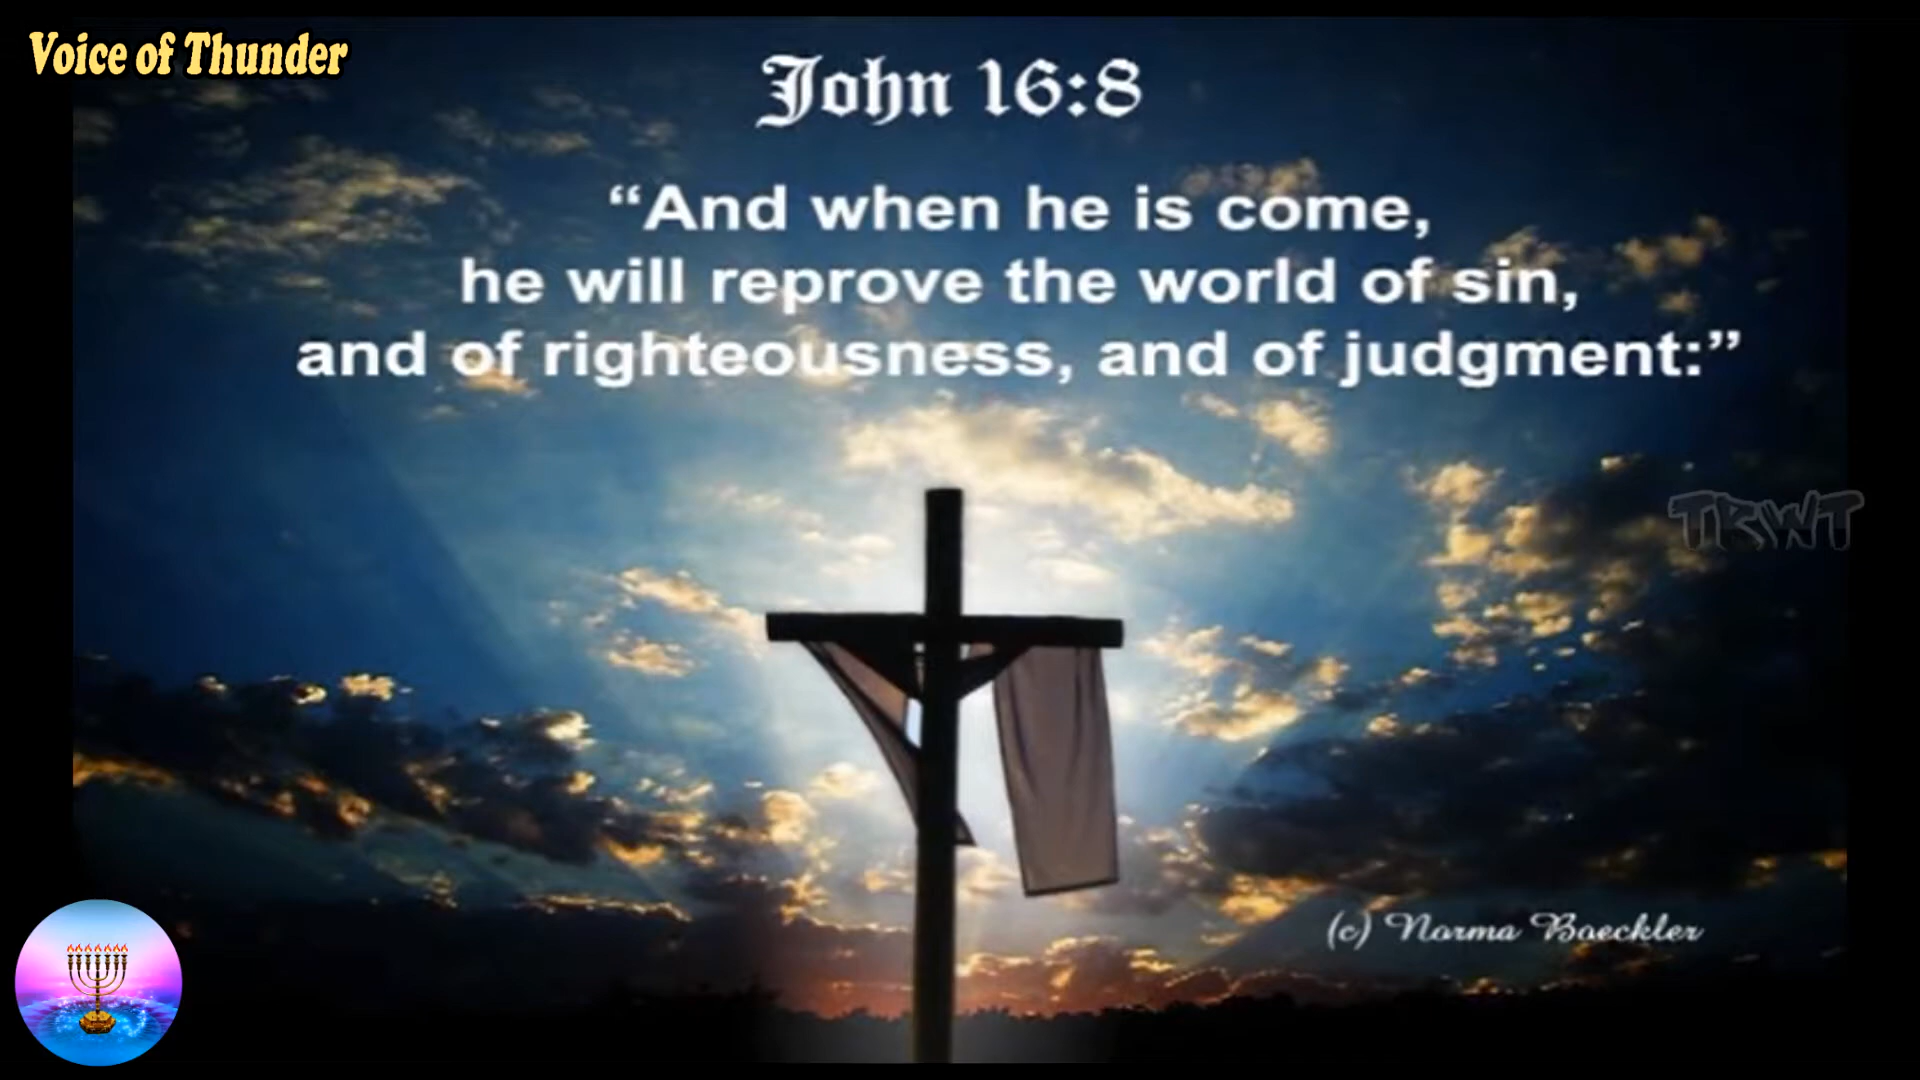 Voice of Thunder
John 16:8
“And when he is come,
he will reprove the world of sin,
and of righteousness, and of judgment:”
TRWT
(c) Norma Boeckler